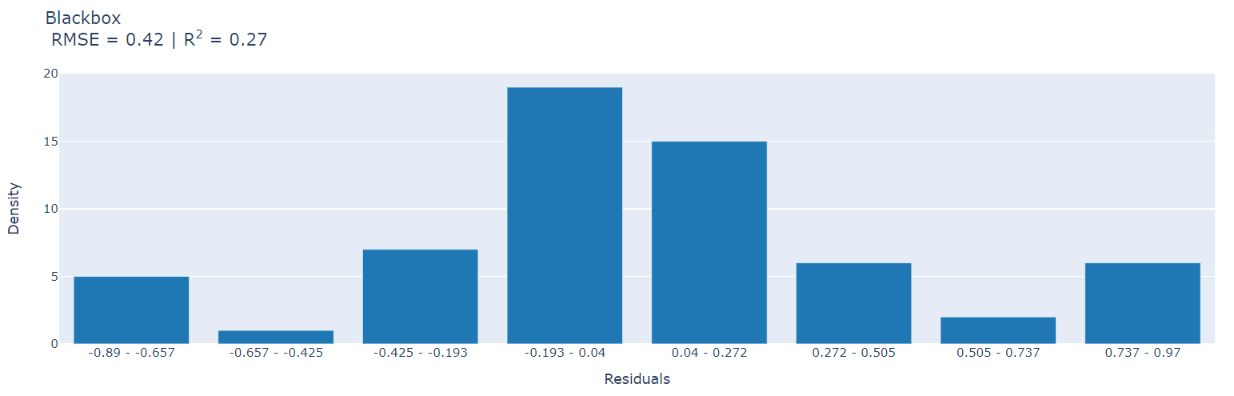 Blackbox
RMSE = 0.42 | R² = 0.27
20
15
10
5
0
Density
-0.89 - -0.657
-0.657 - -0.425
-0.425 - -0.193
-0.193 - 0.04
0.04 - 0.272
0.272 - 0.505
0.505 - 0.737
0.737 - 0.97
Residuals